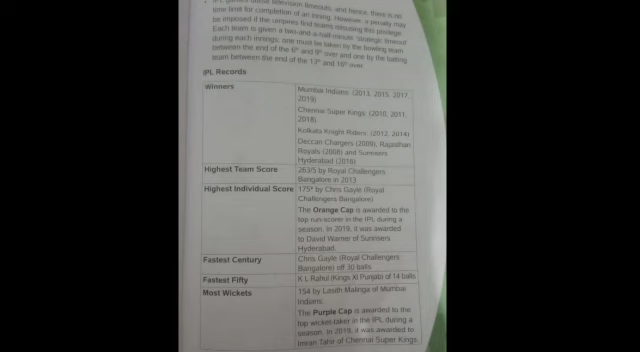 IPL games utilise television timeouts, and hence, there is no
time limit for completion of an inning. However, a penalty may
be imposed if the umpires find teams misusing this privilege.
Each team is given a two-and-a-half-minute 'strategic timeout'
during each innings; one must be taken by the bowling team
between the end of the 6th and 9th over and one by the batting
team between the end of the 13th and 16th over.
IPL Records
Winners
Mumbai Indians: (2013, 2015, 2017,
2019)
Chennai Super Kings: (2010, 2011,
2018)
Kolkata Knight Riders: (2012, 2014)
Deccan Chargers (2009), Rajasthan
Royals (2008) and Sunrisers
Hyderabad (2016)
Highest Team Score
263/5 by Royal Challengers
Bangalore in 2013
Highest Individual Score
175* by Chris Gayle (Royal
Challengers Bangalore)
The Orange Cap is awarded to the
top run-scorer in the IPL during a
season. In 2019, it was awarded
to David Warner of Sunrisers
Hyderabad.
Fastest Century
Chris Gayle (Royal Challengers
Bangalore) off 30 balls
Fastest Fifty
K L Rahul (Kings XI Punjab) of 14 balls
Most Wickets
154 by Lasith Malinga of Mumbai
Indians.
The Purple Cap is awarded to the
top wicket-taker in the IPL during a
season. In 2019, it was awarded to
Imran Tahir of Chennai Super Kings.